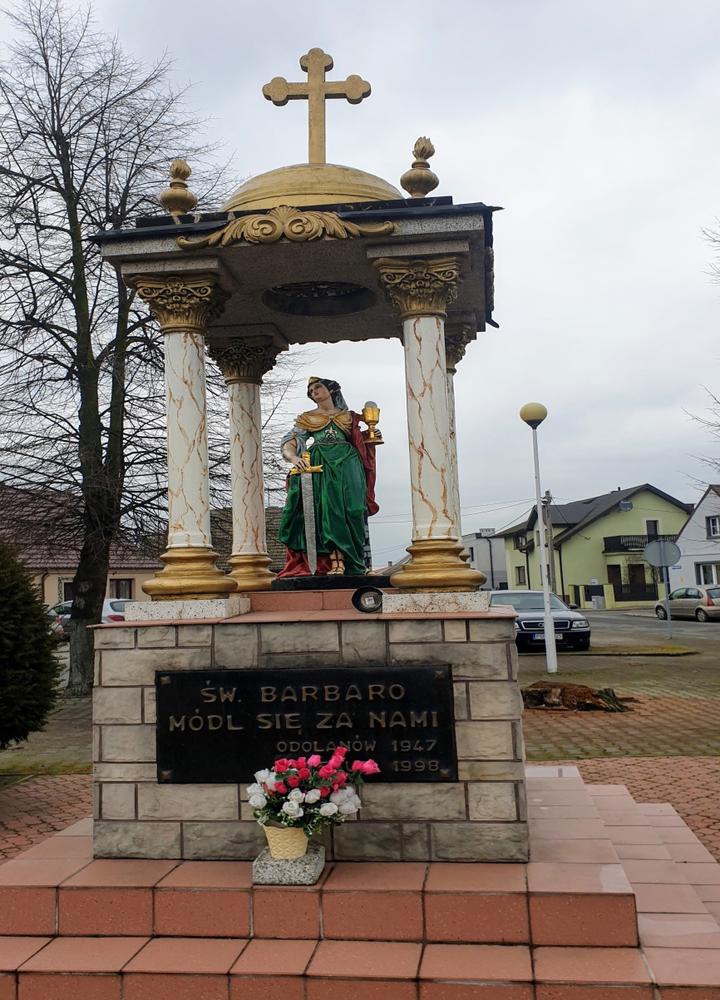 ŚW. BARBARO
MÓDL SIĘ ZA NAMI
ODOLANÓW 1947
1998